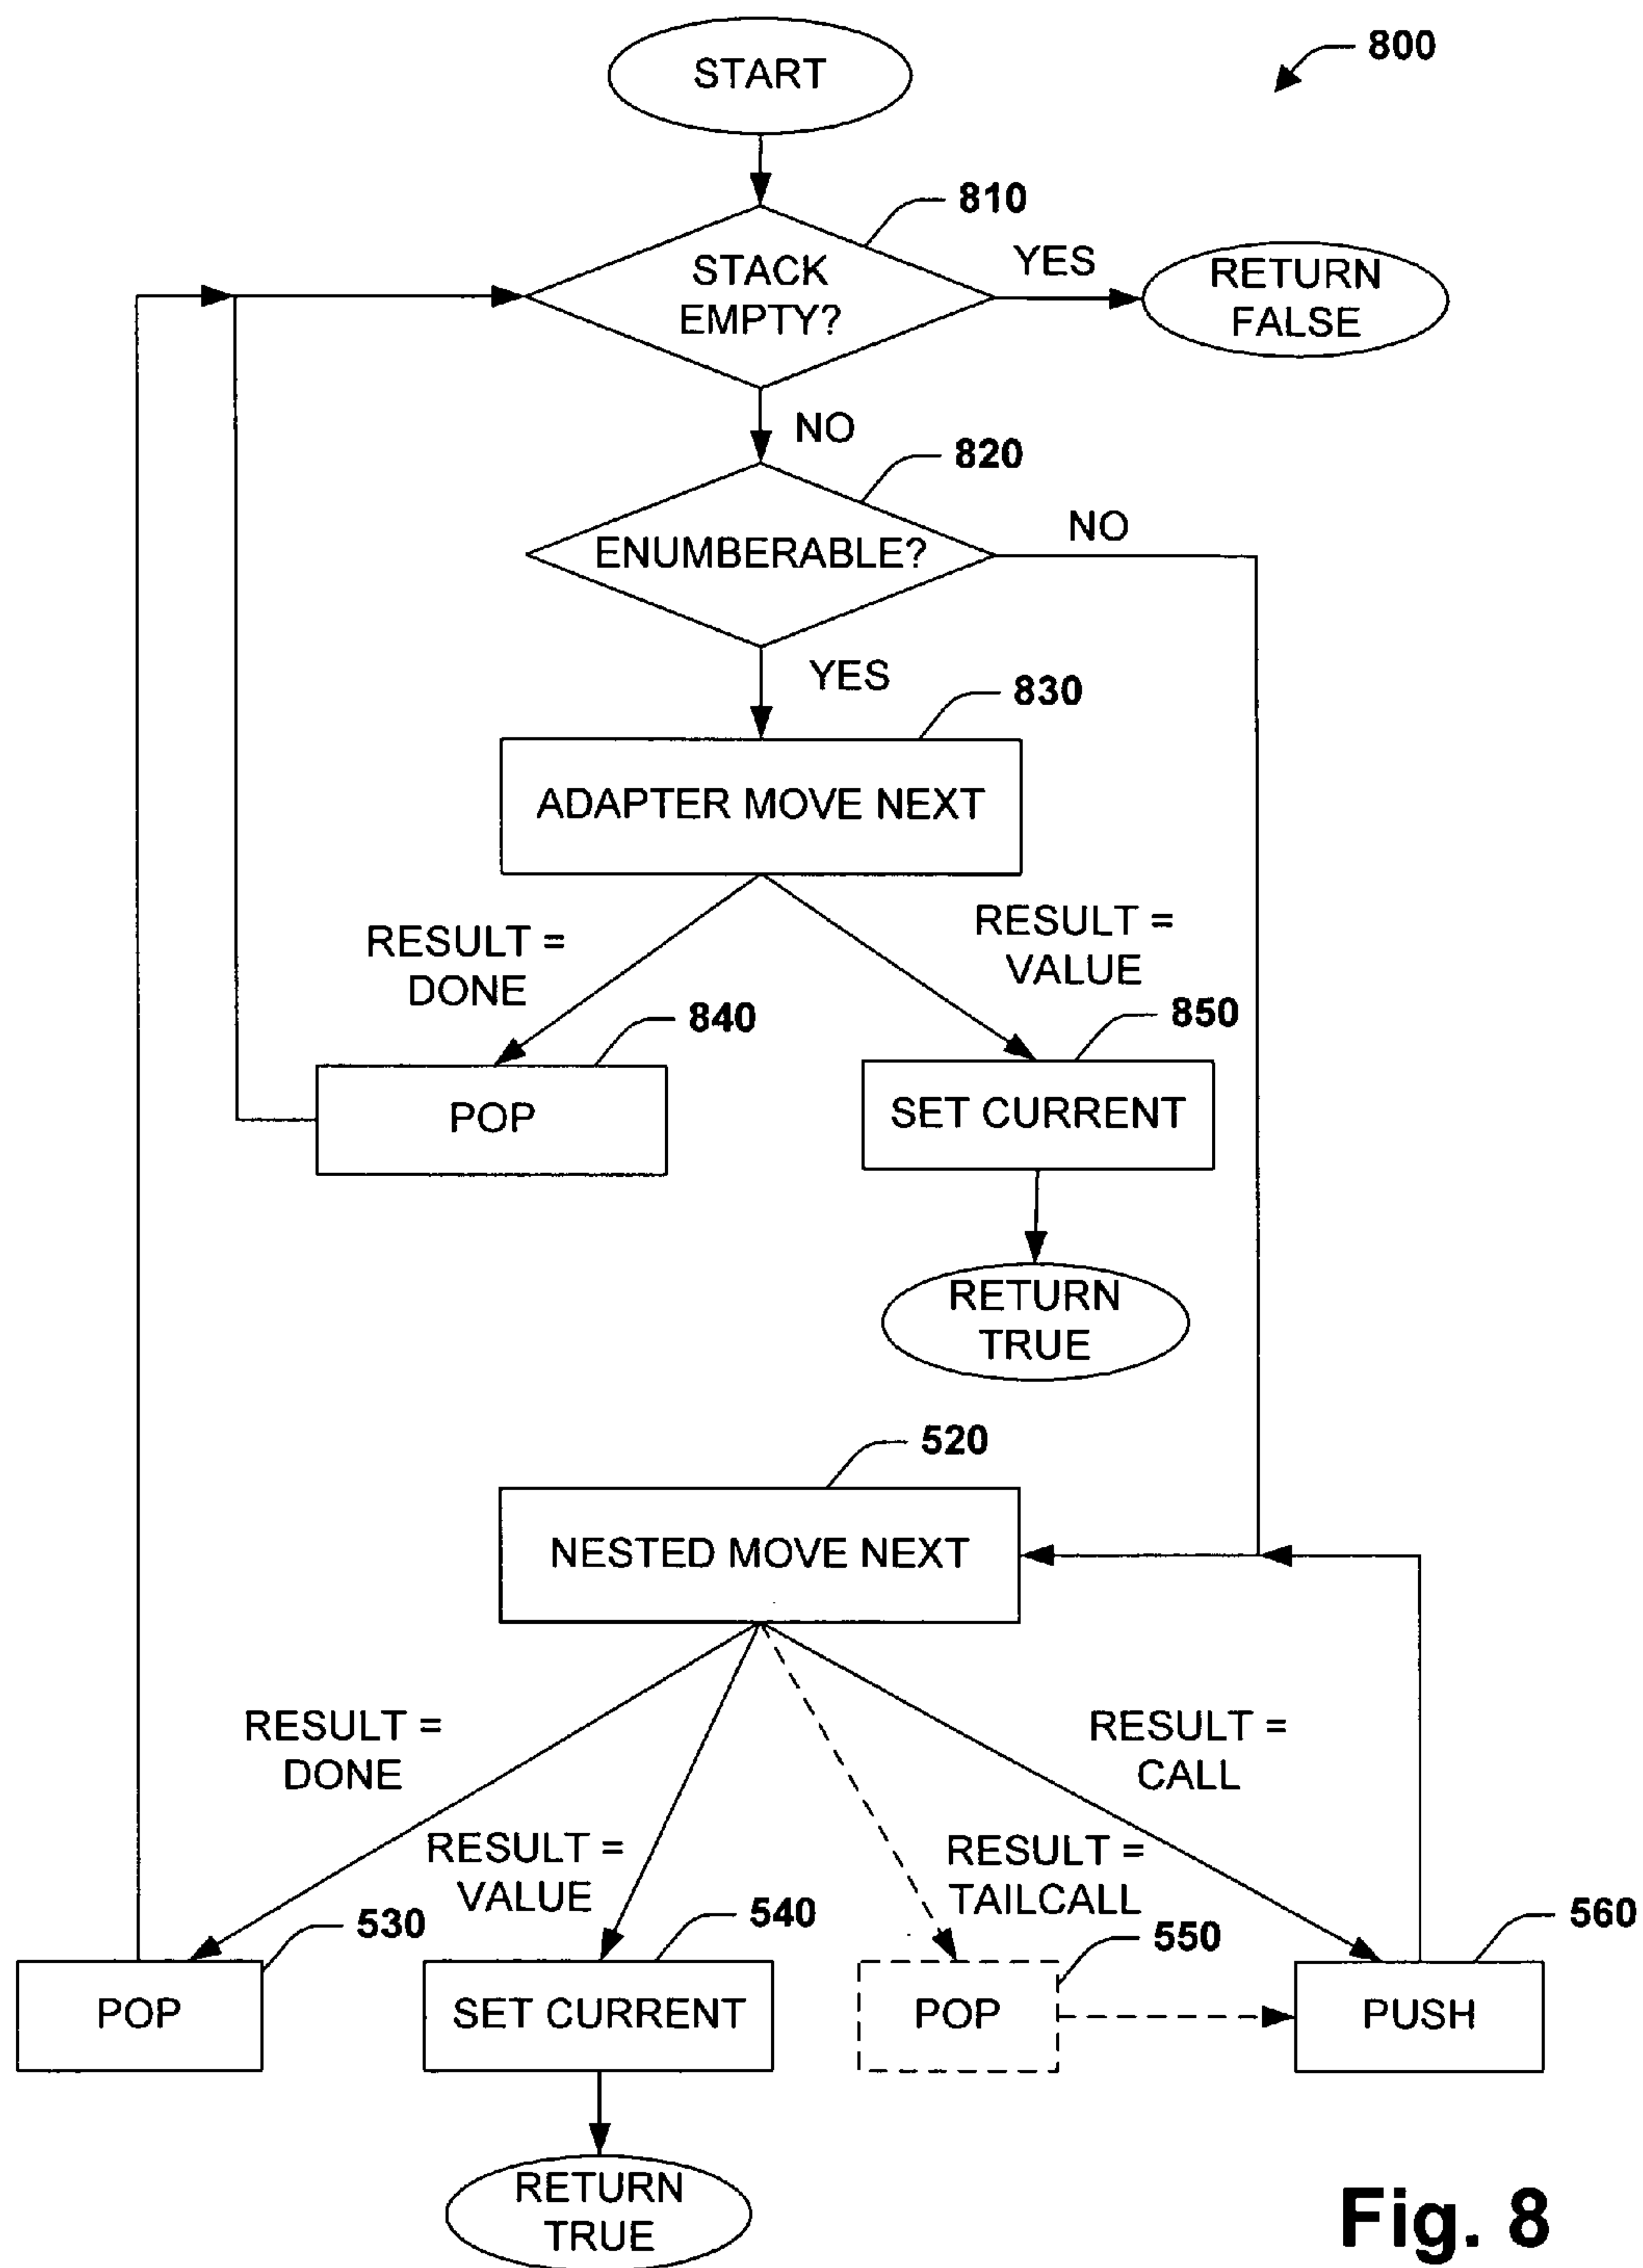 START
800
810
STACK
EMPTY?
YES
RETURN
FALSE
NO
820
ENUMBERABLE?
NO
YES
830
ADAPTER MOVE NEXT
RESULT =
DONE
RESULT =
VALUE
840
850
POP
SET CURRENT
RETURN
TRUE
520
NESTED MOVE NEXT
RESULT =
DONE
RESULT =
VALUE
RESULT =
TAILCALL
RESULT =
CALL
530
540
550
560
POP
SET CURRENT
POP
PUSH
RETURN
TRUE
Fig. 8